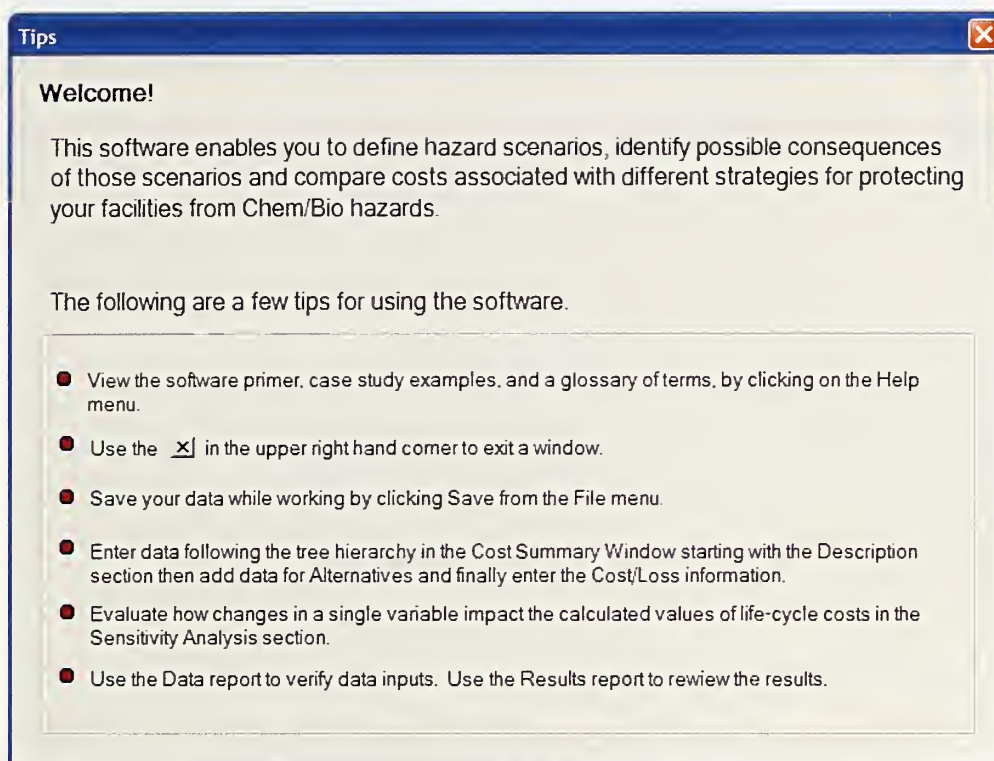 Tips
Welcome!
This software enables you to define hazard scenarios, identify possible consequences
of those scenarios and compare costs associated with different strategies for protecting
your facilities from Chem/Bio hazards.
The following are a few tips for using the software.
View the software primer, case study examples, and a glossary of terms, by clicking on the Help
menu.
Use the X in the upper right hand corner to exit a window.
Save your data while working by clicking Save from the File menu.
Enter data following the tree hierarchy in the Cost Summary Window starting with the Description
section then add data for Alternatives and finally enter the Cost/Loss information.
Evaluate how changes in a single variable impact the calculated values of life-cycle costs in the
Sensitivity Analysis section.
Use the Data report to verify data inputs. Use the Results report to rewiew the results.